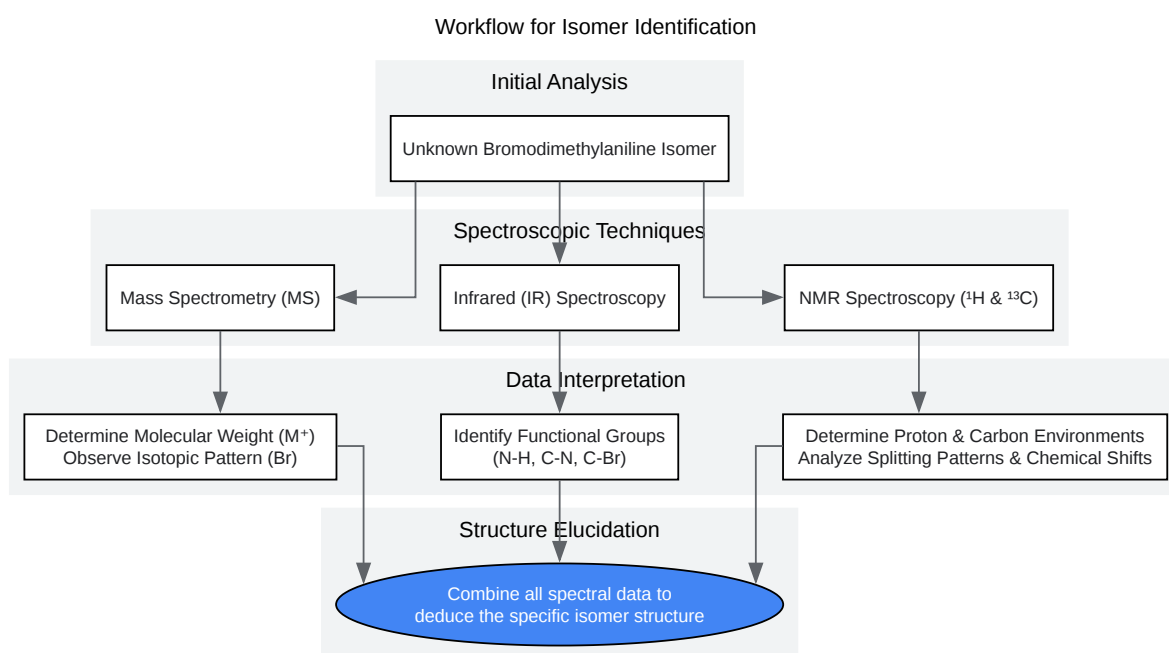 Workflow for Isomer Identification
Initial Analysis
Unknown Bromodimethylaniline Isomer
Spectroscopic Techniques
Mass Spectrometry (MS)
Infrared (IR) Spectroscopy
NMR Spectroscopy (¹H & ¹³C)
Data Interpretation
Determine Molecular Weight (M⁺)
Observe Isotopic Pattern (Br)
Identify Functional Groups
(N-H, C-N, C-Br)
Determine Proton & Carbon Environments
Analyze Splitting Patterns & Chemical Shifts
Structure Elucidation
Combine all spectral data to
deduce the specific isomer structure